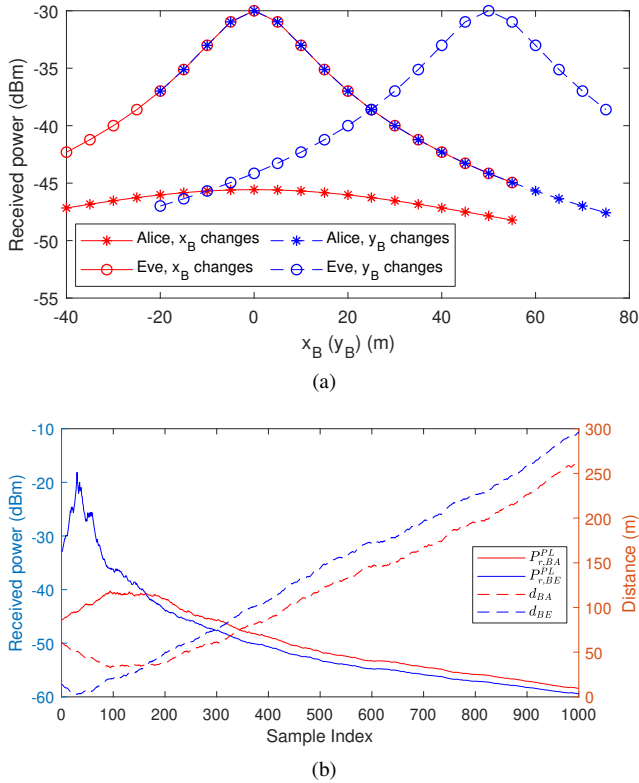 -30
-35
-40
-45
-50
-55
Received power (dBm)
Alice, x_B changes
Alice, y_B changes
Eve, x_B changes
Eve, y_B changes
-40 -20 0 20 40 60 80
x_B (y_B) (m)
(a)
-10
-20
-30
-40
-50
-60
Received power (dBm)
300
250
200
150
100
50
0
Distance (m)
P_{r,BA}^{PL}
P_{r,BE}^{PL}
d_{BA}
d_{BE}
0 100 200 300 400 500 600 700 800 900 1000
Sample Index
(b)